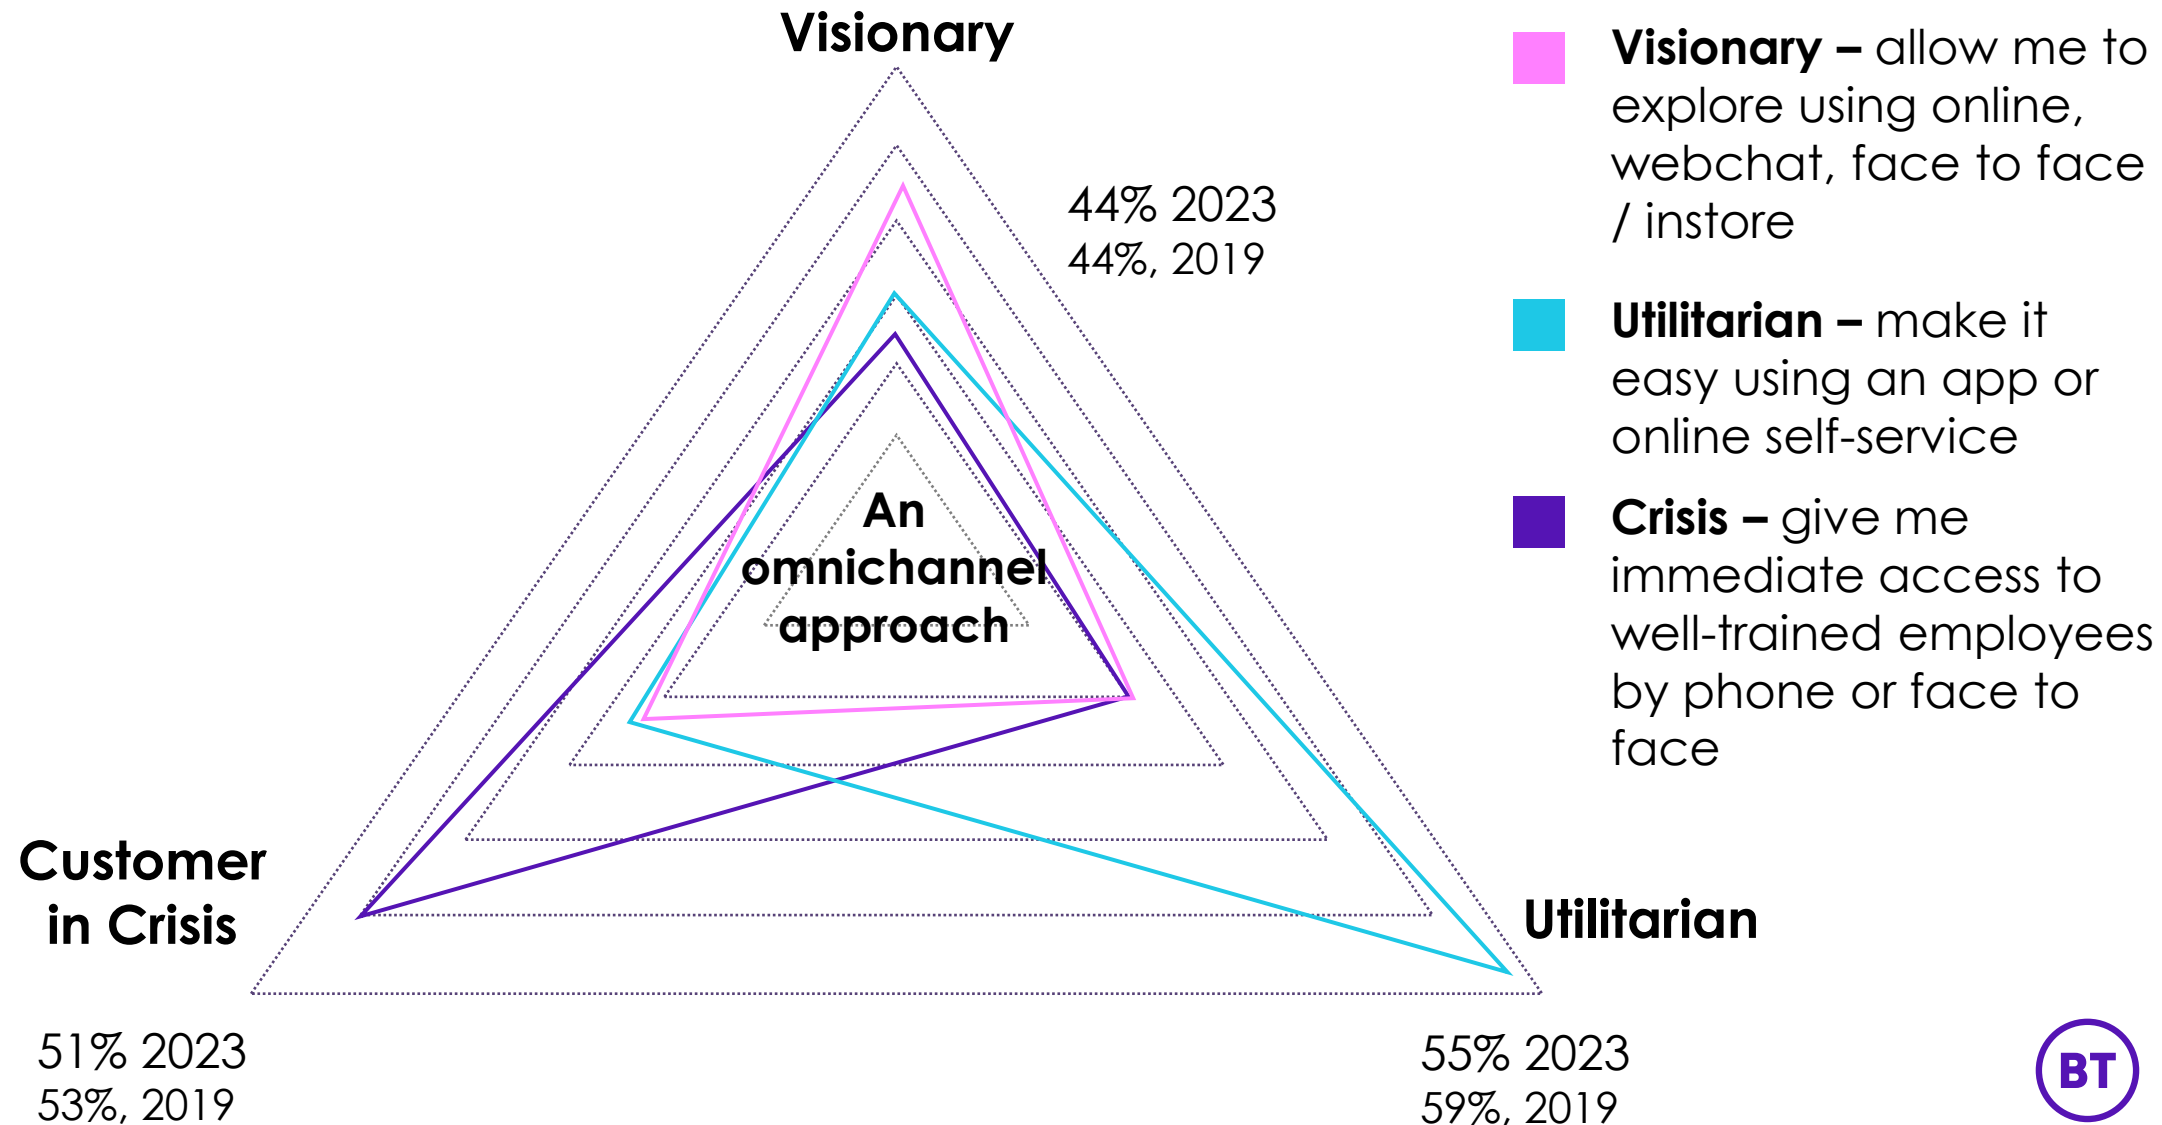 Visionary
44% 2023
44%, 2019
An
omnichannel
approach
Customer
in Crisis
51% 2023
53%, 2019
Utilitarian
55% 2023
59%, 2019
Visionary – allow me to
explore using online,
webchat, face to face
/ instore
Utilitarian – make it
easy using an app or
online self-service
Crisis – give me
immediate access to
well-trained employees
by phone or face to
face
BT